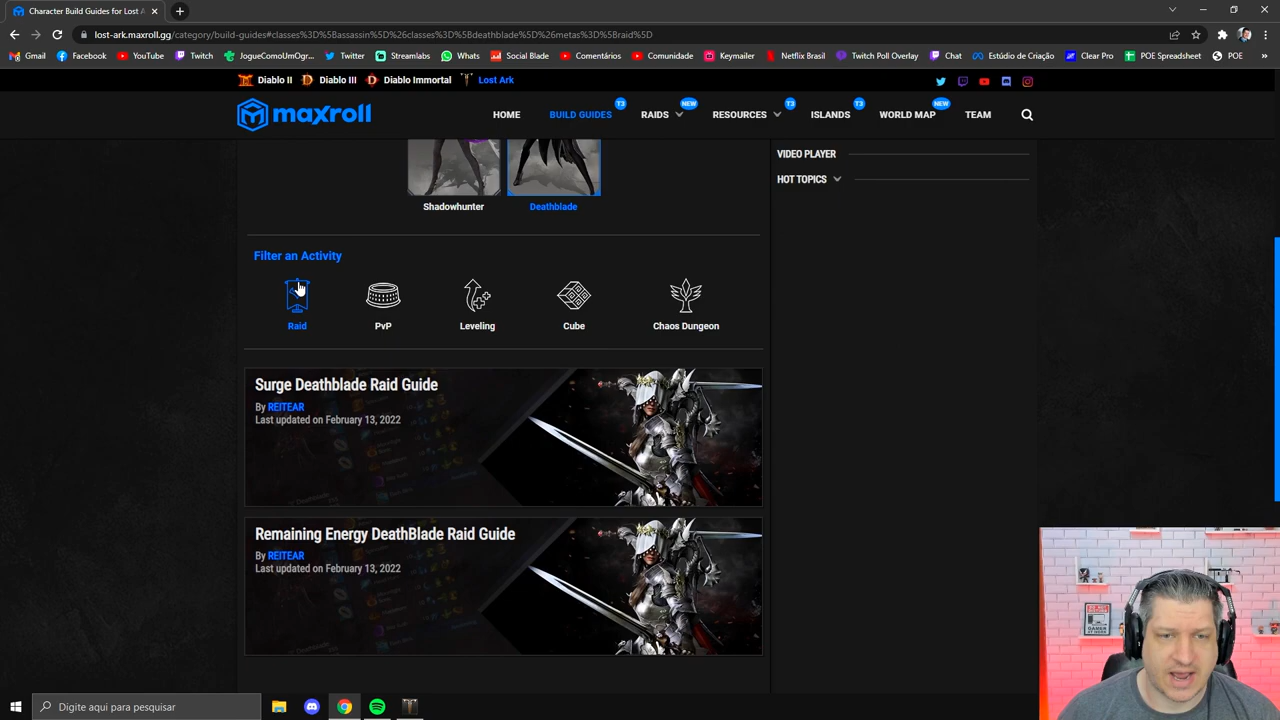 Character Build Guides for Lost A
lost-ark.maxroll.gg/category/build-guides#classes%3D%5Bassassin%5D%26classes%3D%5Bdeathblade%5D%26metas%3D%5Braid%5D
Gmail Facebook YouTube Twitch JogueComoUmOgr... Twitter Streamlabs Whats Social Blade Comentários Comunidade Keymailer Netflix Brasil Twitch Poll Overlay Chat Estúdio de Criação Clear Pro POE Spreadsheet POE
Diablo II Diablo III Diablo Immortal Lost Ark
maxroll
HOME BUILD GUIDES T3 RAIDS NEW RESOURCES T3 ISLANDS T3 WORLD MAP NEW TEAM
VIDEO PLAYER
HOT TOPICS
Shadowhunter Deathblade
Filter an Activity
Raid PvP Leveling Cube Chaos Dungeon
Surge Deathblade Raid Guide
By REITEAR
Last updated on February 13, 2022
Remaining Energy DeathBlade Raid Guide
By REITEAR
Last updated on February 13, 2022
Digite aqui para pesquisar